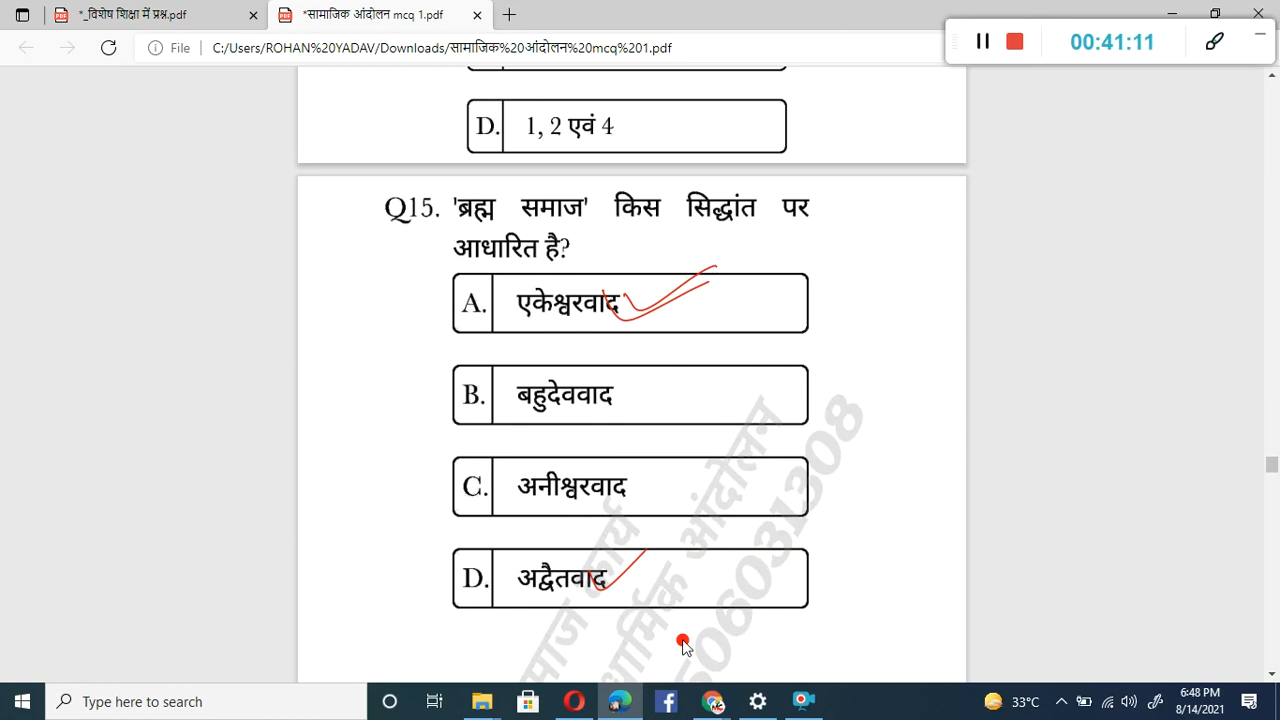 *_विशेष शिक्षा में प्रश्न.pdf
*सामाजिक आंदोलन mcq 1.pdf
File
C:/Users/ROHAN%20YADAV/Downloads/सामाजिक%20आंदोलन%20mcq%201.pdf
00:41:11
D. 1, 2 एवं 4
Q15. 'ब्रह्म समाज' किस सिद्धांत पर
आधारित है?
A. एकेश्वरवाद
B. बहुदेववाद
C. अनीश्वरवाद
D. अद्वैतवाद
कार्य
आंदोलन
Type here to search
33°C
6:48 PM
8/14/2021